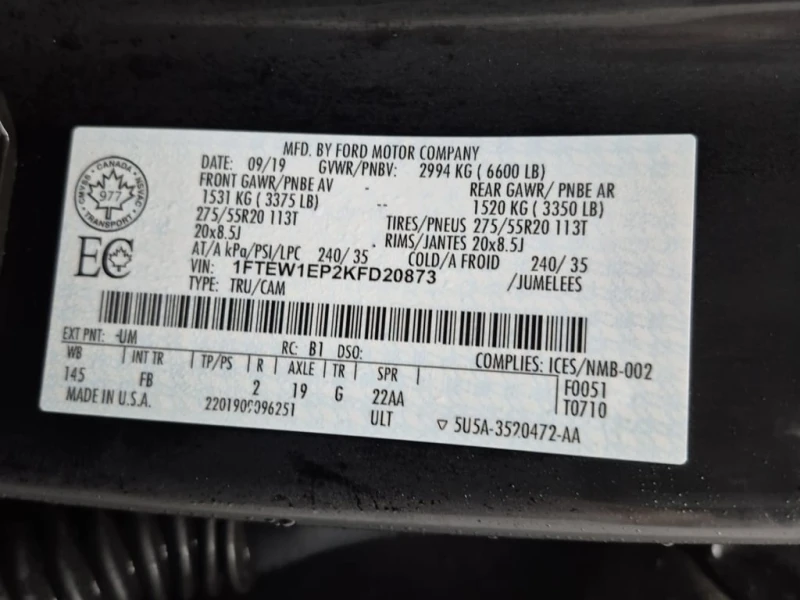 MFD. BY FORD MOTOR COMPANY
DATE: 09/19 GVWR/PNBV: 2994 KG ( 6600 LB)
FRONT GAWR/PNBE AV - REAR GAWR/ PNBE AR
1531 KG ( 3375 LB) -- 1520 KG ( 3350 LB)
275/55R20 113T TIRES/PNEUS 275/55R20 113T
20x8.5J RIMS/JANTES 20x8.5J
AT/A kPa/PSI/LPC 240/ 35 COLD/A FROID 240/ 35
VIN: 1FTEW1EP2KFD20873 /JUMELEES
TYPE: TRU/CAM
CANADA
CMVSS NSVAC
977
TRANSPORT
EC
EXT PNT: -UM RC: B1 DSO: COMPLIES: ICES/NMB-002
WB INT TR TP/PS R AXLE TR SPR F0051
145 FB 2 19 G 22AA T0710
MADE IN U.S.A. ULT 5U5A-3520472-AA